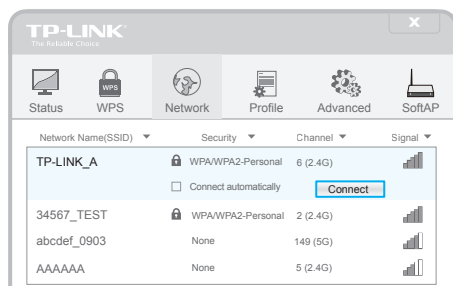 TP-LINK
The Reliable Choice
X
WPS
Status WPS Network Profile Advanced SoftAP
Network Name(SSID) Security Channel Signal
TP-LINK_A WPA/WPA2-Personal 6 (2.4G)
Connect automatically Connect
34567_TEST WPA/WPA2-Personal 2 (2.4G)
abcdef_0903 None 149 (5G)
AAAAAA None 5 (2.4G)